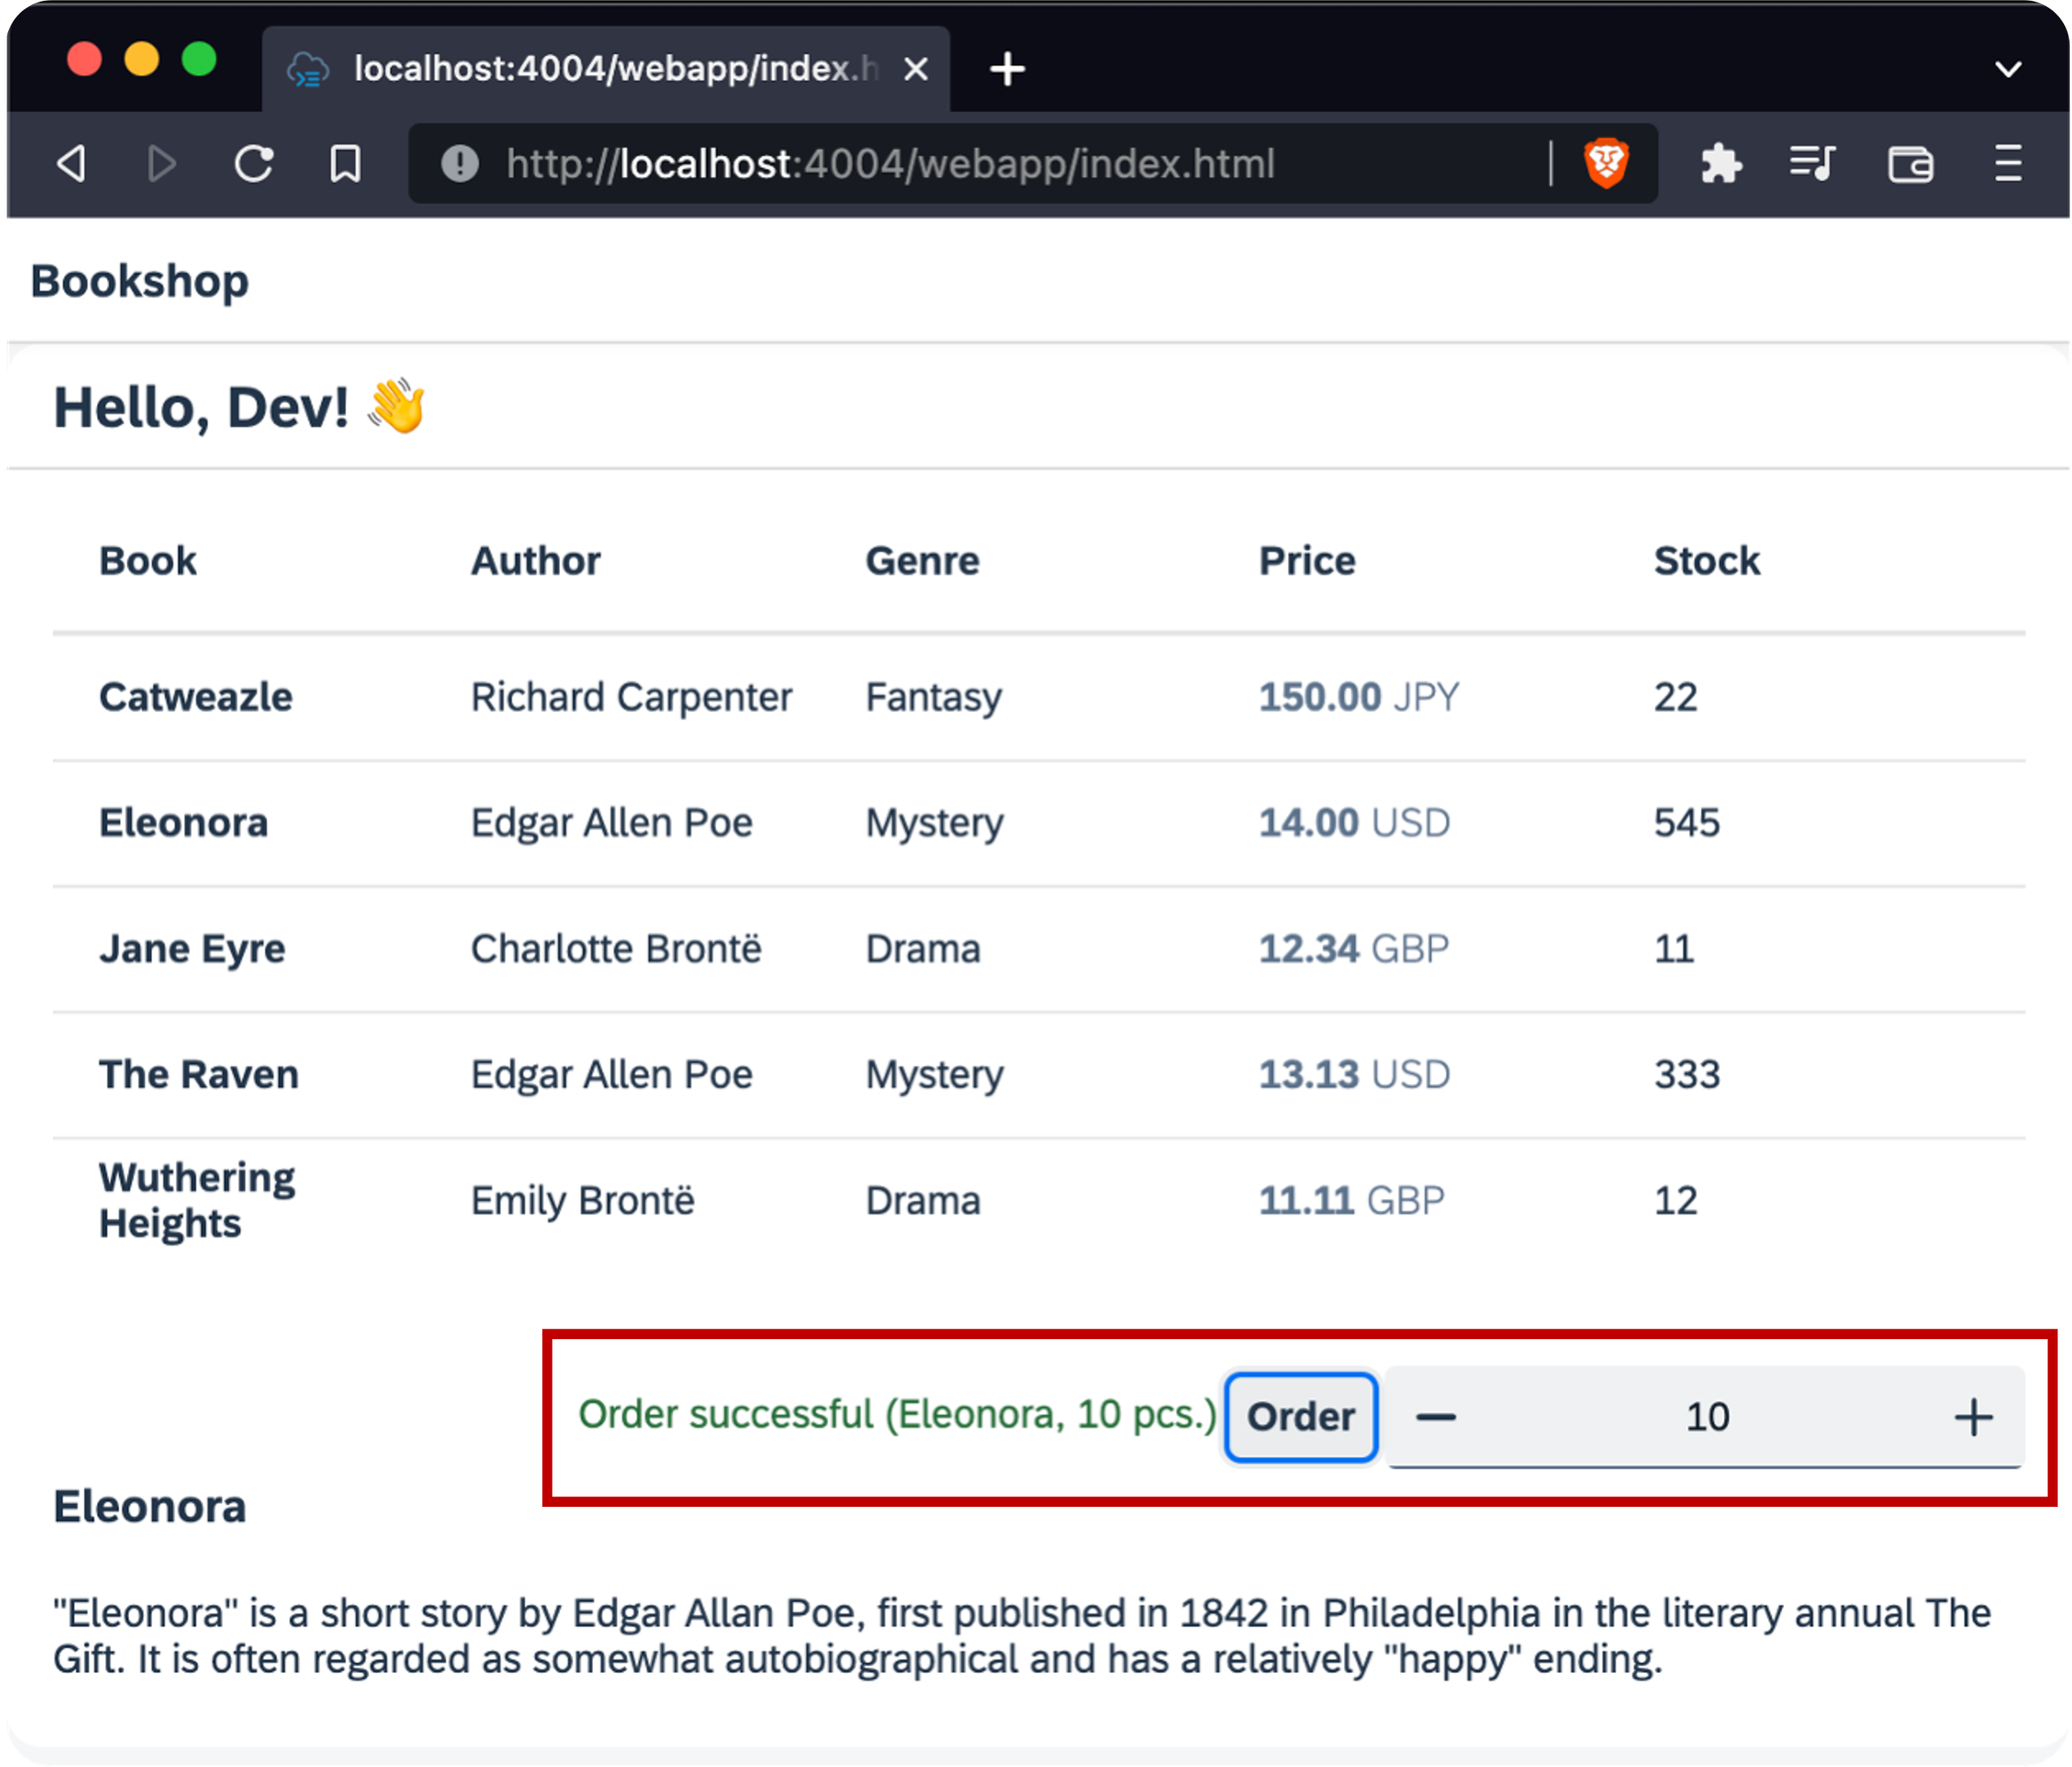 localhost:4004/webapp/index.h
http://localhost:4004/webapp/index.html
Bookshop
Hello, Dev! 👋
Book Author Genre Price Stock
Catweazle Richard Carpenter Fantasy 150.00 JPY 22
Eleonora Edgar Allen Poe Mystery 14.00 USD 545
Jane Eyre Charlotte Brontë Drama 12.34 GBP 11
The Raven Edgar Allen Poe Mystery 13.13 USD 333
Wuthering
Heights Emily Brontë Drama 11.11 GBP 12
Order successful (Eleonora, 10 pcs.) Order 10
Eleonora
"Eleonora" is a short story by Edgar Allan Poe, first published in 1842 in Philadelphia in the literary annual The
Gift. It is often regarded as somewhat autobiographical and has a relatively "happy" ending.